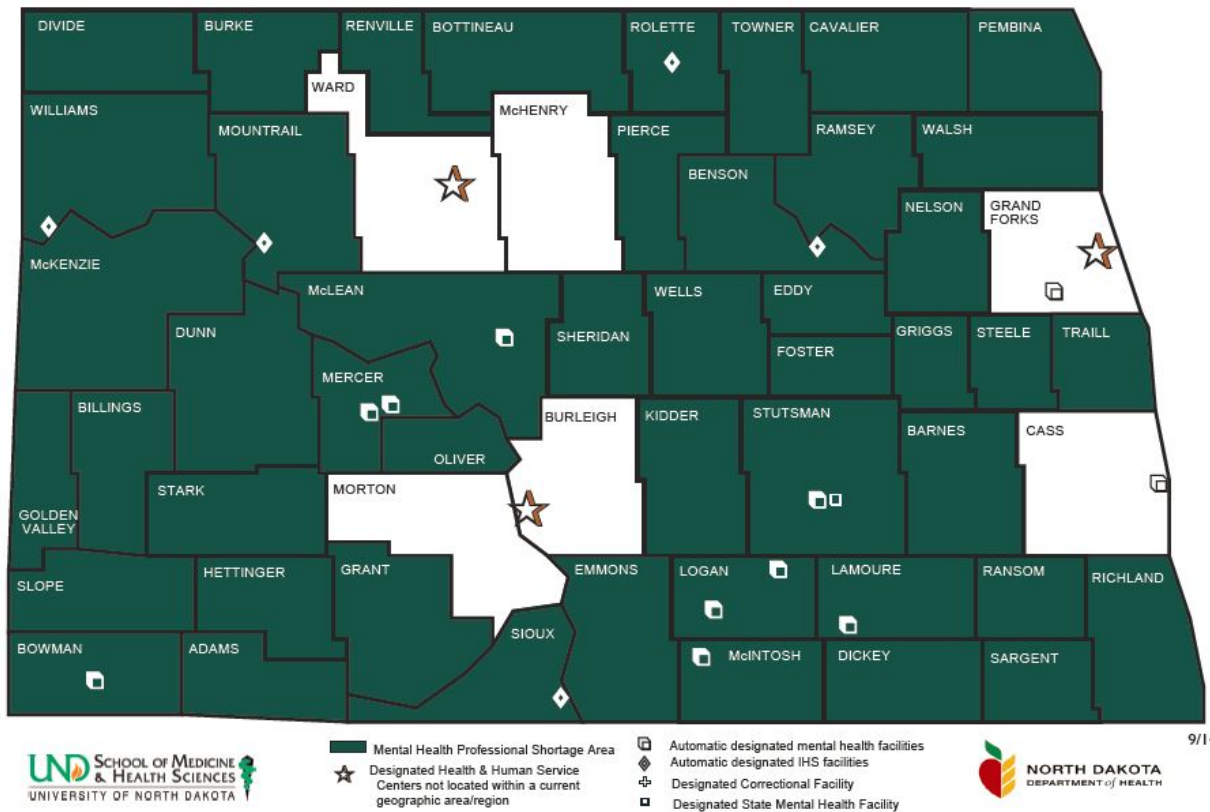 DIVIDE
BURKE
RENVILLE
BOTTINEAU
ROLETTE
TOWNER
CAVALIER
PEMBINA
WARD
WILLIAMS
McHENRY
MOUNTRAIL
PIERCE
RAMSEY
WALSH
BENSON
NELSON
GRAND
FORKS
McKENZIE
McLEAN
WELLS
EDDY
DUNN
SHERIDAN
GRIGGS
STEELE
TRAILL
FOSTER
MERCER
BILLINGS
BURLEIGH
KIDDER
STUTSMAN
BARNES
CASS
OLIVER
STARK
MORTON
GOLDEN
VALLEY
SLOPE
HETTINGER
GRANT
EMMONS
LOGAN
LAMOURE
RANSOM
RICHLAND
SIOUX
BOWMAN
ADAMS
McINTOSH
DICKEY
SARGENT
9/1
UND SCHOOL OF MEDICINE
& HEALTH SCIENCES
UNIVERSITY OF NORTH DAKOTA
Mental Health Professional Shortage Area
Designated Health & Human Service
Centers not located within a current
geographic area/region
Automatic designated mental health facilities
Automatic designated IHS facilities
Designated Correctional Facility
Designated State Mental Health Facility
NORTH DAKOTA
DEPARTMENT of HEALTH